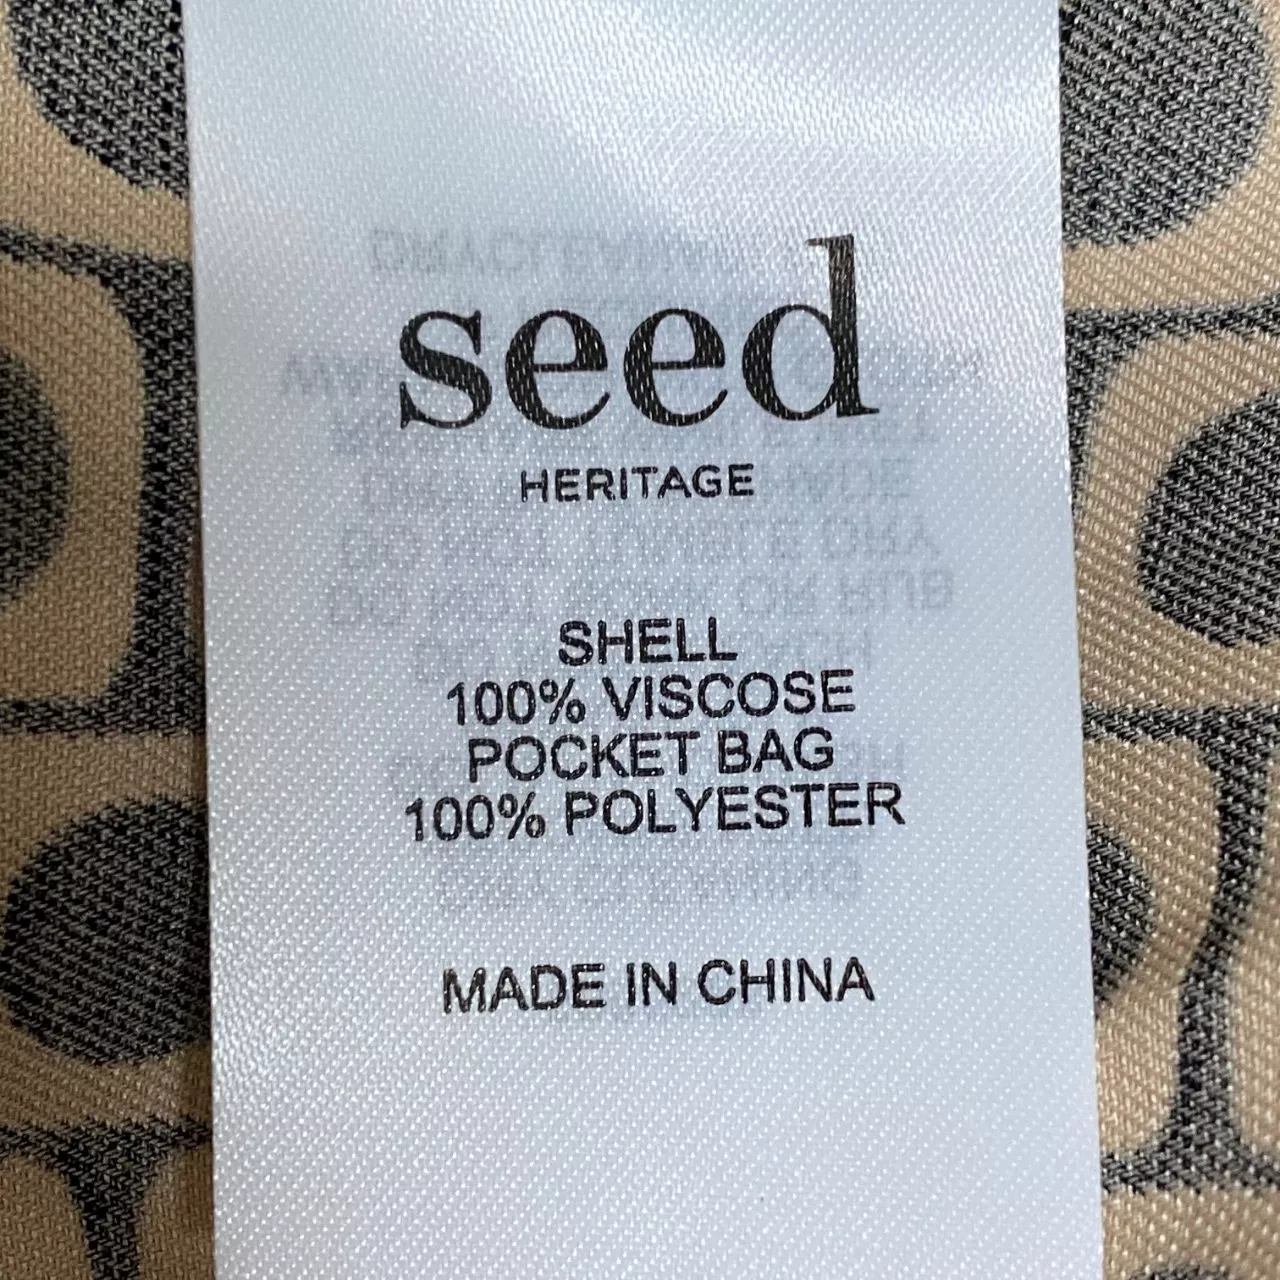 seed
HERITAGE
SHELL
100% VISCOSE
POCKET BAG
100% POLYESTER
MADE IN CHINA